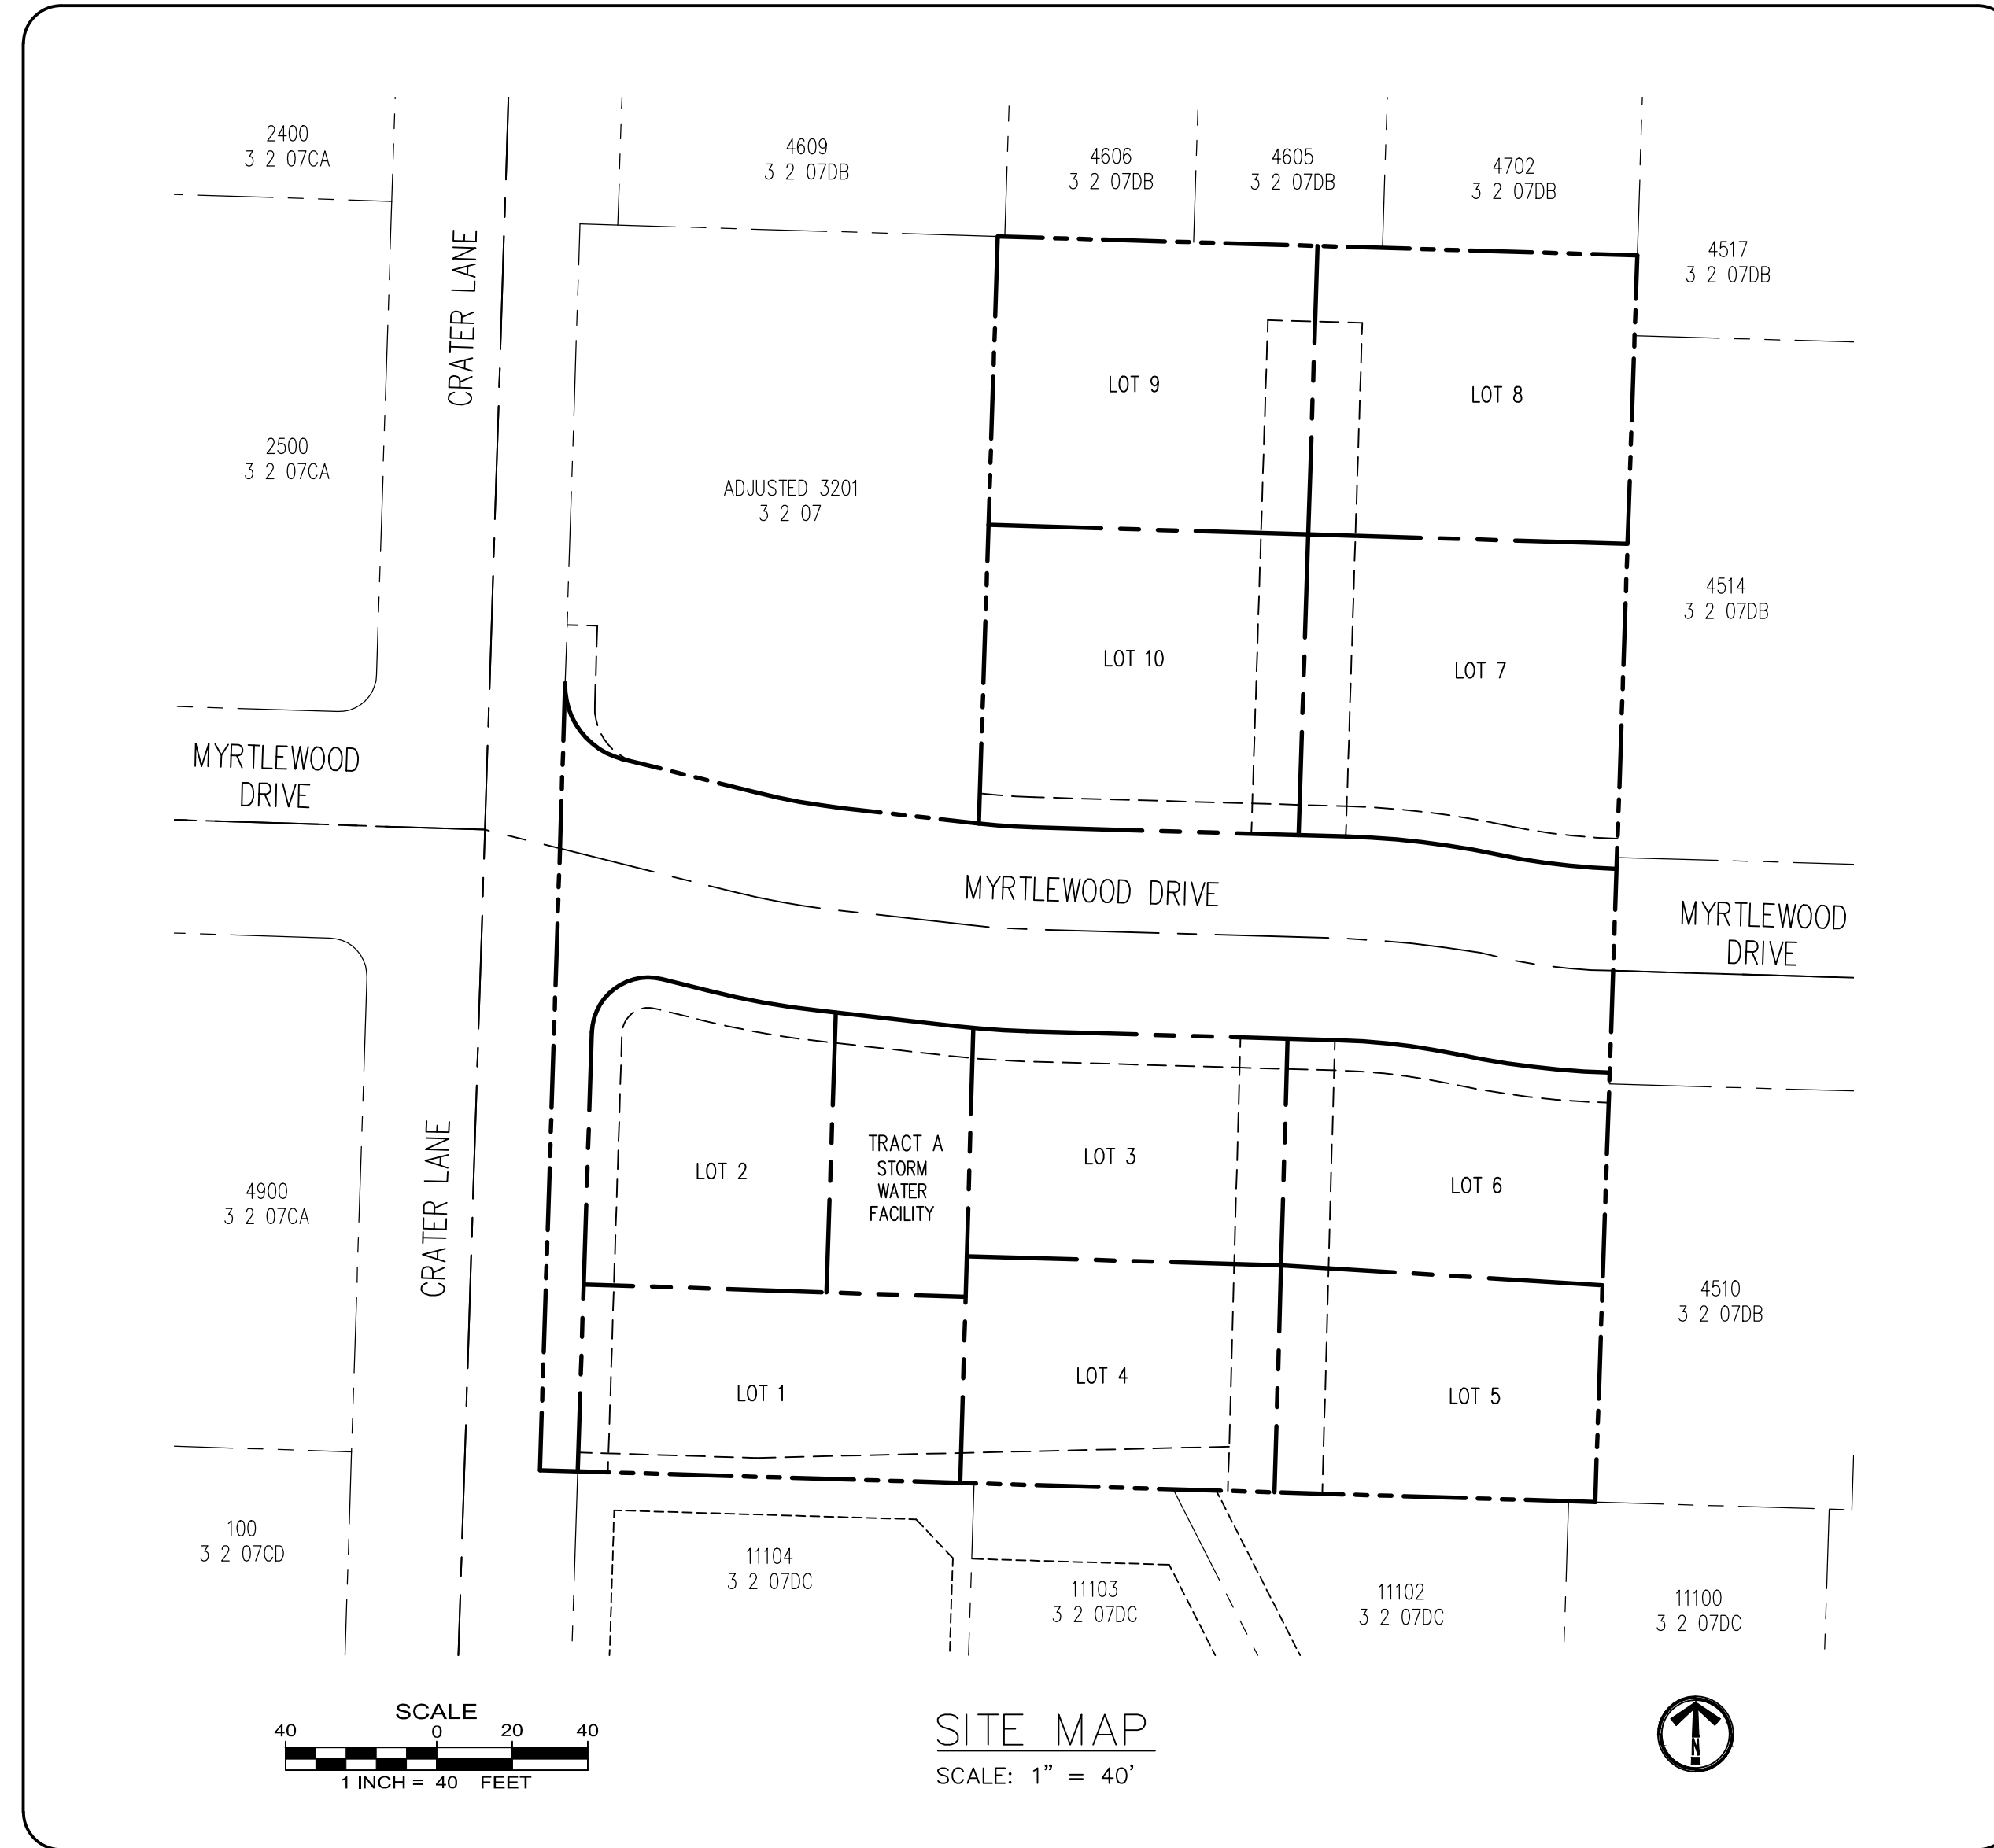 2400
3 2 07CA
4609
3 2 07DB
4606
3 2 07DB
4605
3 2 07DB
4702
3 2 07DB
4517
3 2 07DB
CRATER LANE
2500
3 2 07CA
ADJUSTED 3201
3 2 07
LOT 9
LOT 8
4514
3 2 07DB
LOT 10
LOT 7
MYRTLEWOOD
DRIVE
MYRTLEWOOD DRIVE
MYRTLEWOOD
DRIVE
CRATER LANE
4900
3 2 07CA
LOT 2
TRACT A
STORM
WATER
FACILITY
LOT 3
LOT 6
4510
3 2 07DB
LOT 1
LOT 4
LOT 5
100
3 2 07CD
11104
3 2 07DC
11103
3 2 07DC
11102
3 2 07DC
11100
3 2 07DC
SCALE
40 0 20 40
1 INCH = 40 FEET
SITE MAP
SCALE: 1" = 40'
N